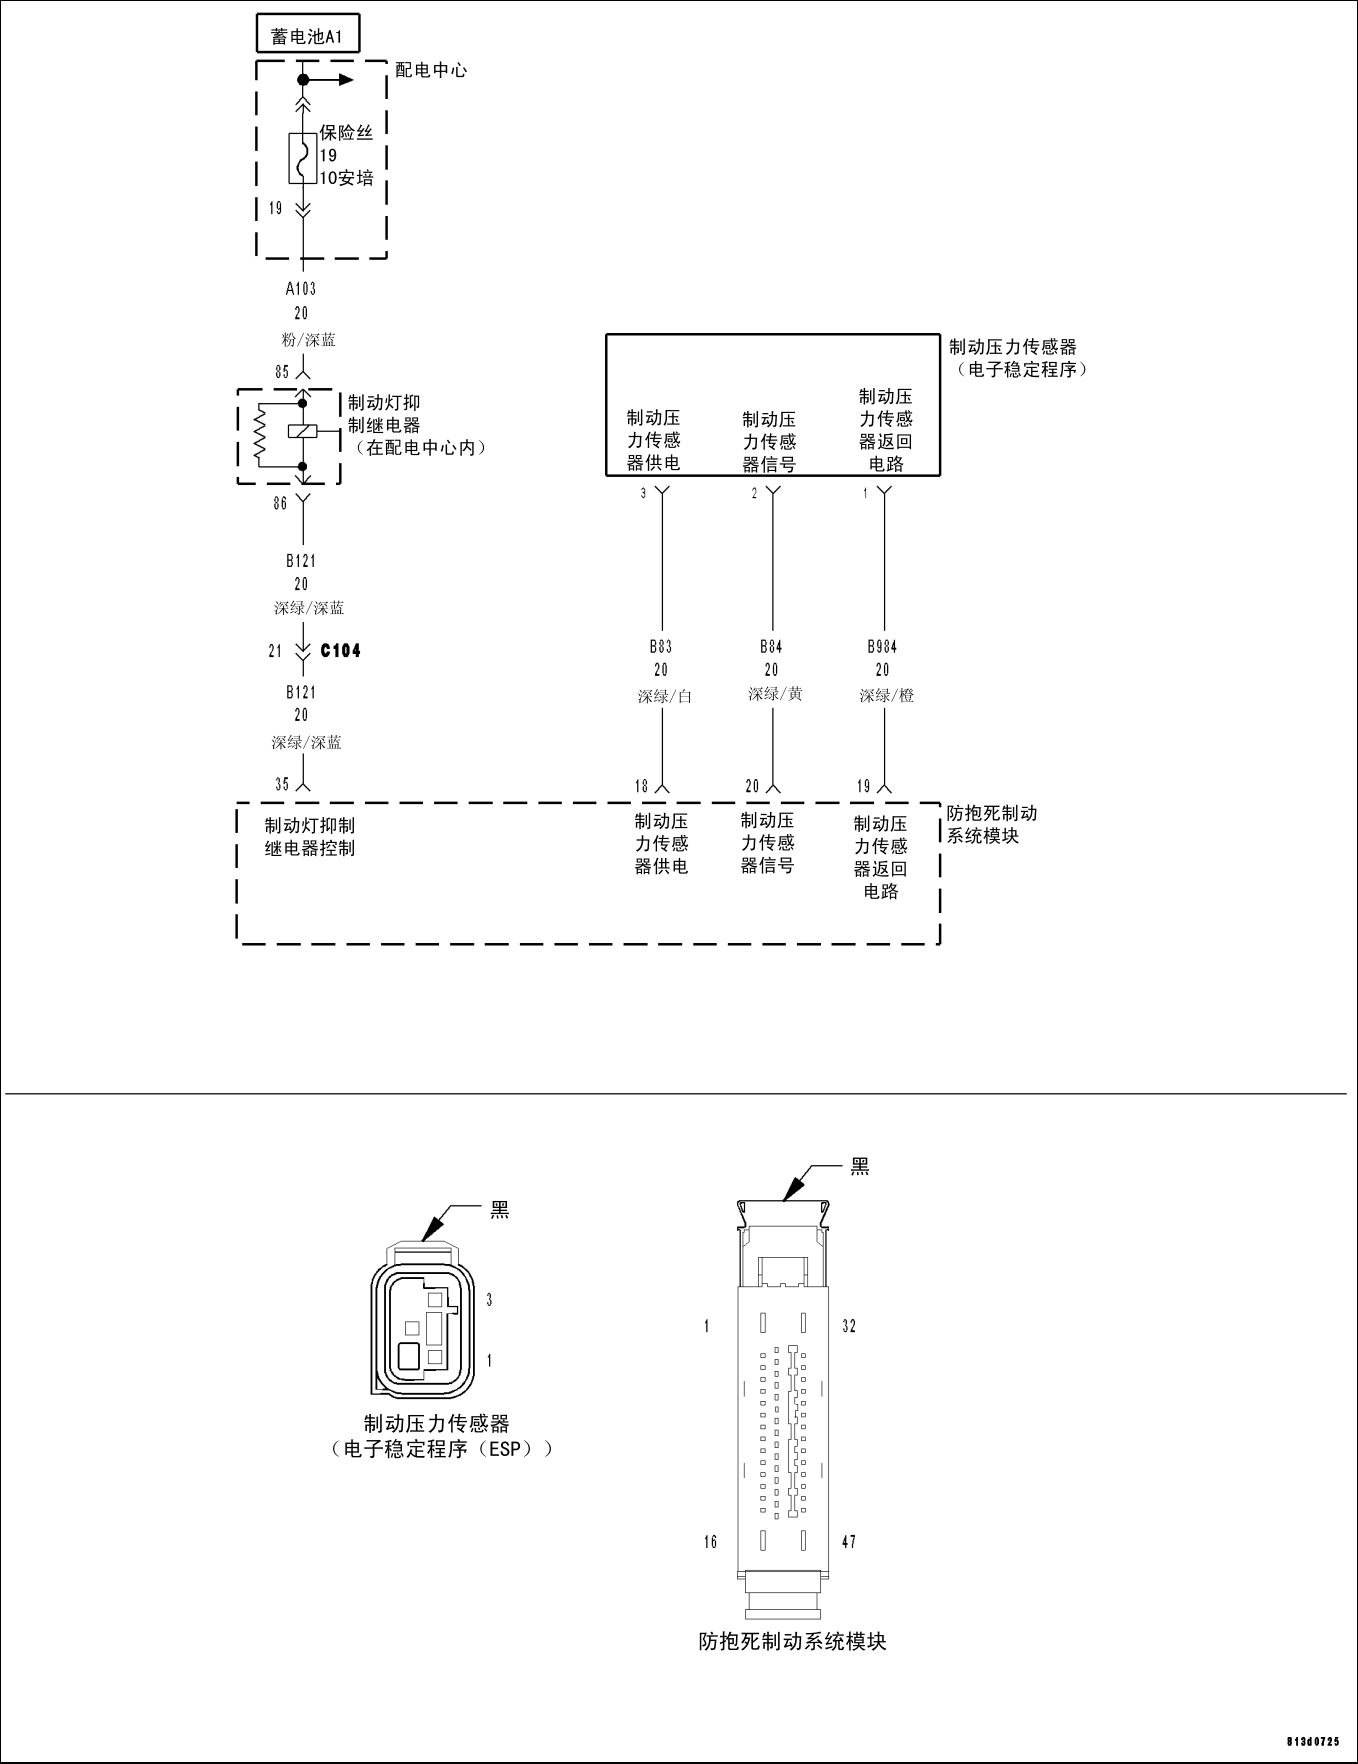 蓄电池A1
配电中心
保险丝
19
10安培
19
A103
20
粉/深蓝
85
制动灯抑
制继电器
（在配电中心内）
86
B121
20
深绿/深蓝
21
C104
B121
20
深绿/深蓝
35
制动压力传感器
（电子稳定程序）
制动压
力传感
器供电
制动压
力传感
器信号
制动压
力传感
器返回
电路
3
2
1
B83
20
深绿/白
B84
20
深绿/黄
B984
20
深绿/橙
18
20
19
防抱死制动
系统模块
制动灯抑制
继电器控制
制动压
力传感
器供电
制动压
力传感
器信号
制动压
力传感
器返回
电路
黑
3
1
制动压力传感器
（电子稳定程序（ESP））
黑
1
32
16
47
防抱死制动系统模块
813d0725